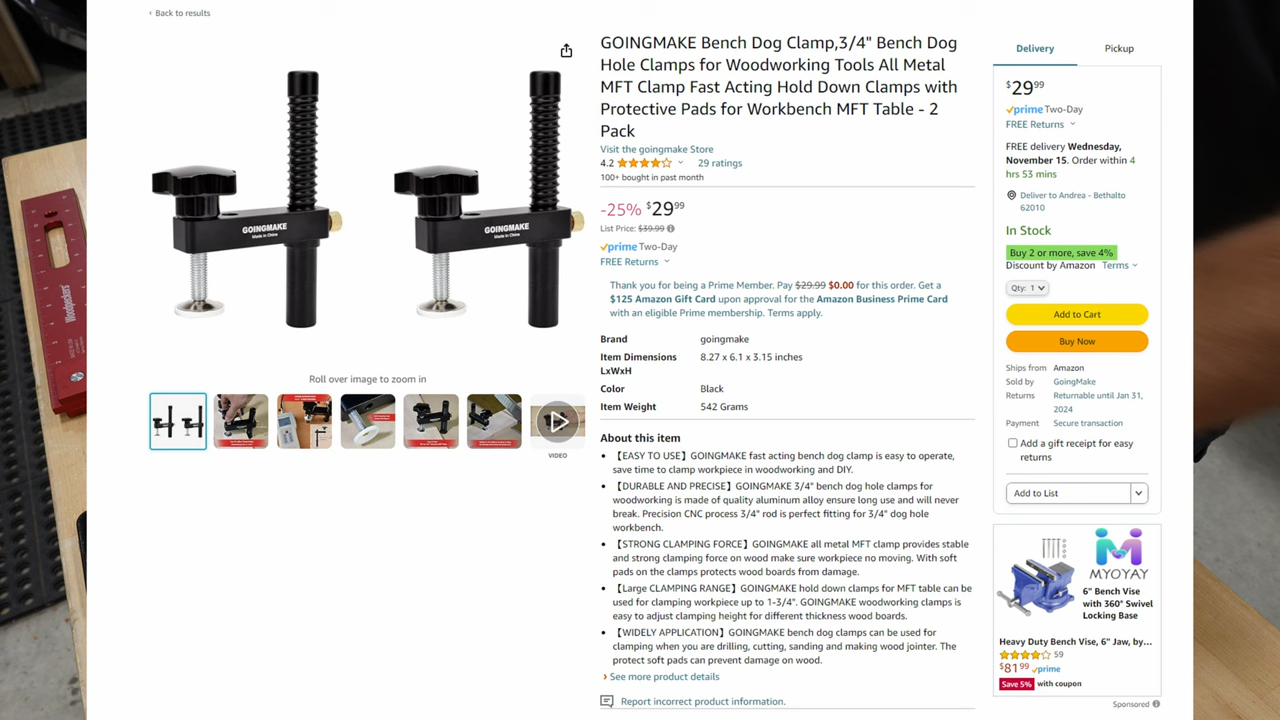 ‹ Back to results
GOINGMAKE
Made in China
GOINGMAKE
Made in China
Roll over image to zoom in
VIDEO
GOINGMAKE Bench Dog Clamp,3/4" Bench Dog
Hole Clamps for Woodworking Tools All Metal
MFT Clamp Fast Acting Hold Down Clamps with
Protective Pads for Workbench MFT Table - 2
Pack
Visit the goingmake Store
4.2 29 ratings
100+ bought in past month
-25% $29 99
List Price: $39.99
prime Two-Day
FREE Returns
Thank you for being a Prime Member. Pay $29.99 $0.00 for this order. Get a
$125 Amazon Gift Card upon approval for the Amazon Business Prime Card
with an eligible Prime membership. Terms apply.
Brand goingmake
Item Dimensions 8.27 x 6.1 x 3.15 inches
LxWxH
Color Black
Item Weight 542 Grams
About this item
• 【EASY TO USE】GOINGMAKE fast acting bench dog clamp is easy to operate,
save time to clamp workpiece in woodworking and DIY.
• 【DURABLE AND PRECISE】GOINGMAKE 3/4" bench dog hole clamps for
woodworking is made of quality aluminum alloy ensure long use and will never
break. Precision CNC process 3/4" rod is perfect fitting for 3/4" dog hole
workbench.
• 【STRONG CLAMPING FORCE】GOINGMAKE all metal MFT clamp provides stable
and strong clamping force on wood make sure workpiece no moving. With soft
pads on the clamps protects wood boards from damage.
• 【Large CLAMPING RANGE】GOINGMAKE hold down clamps for MFT table can be
used for clamping workpiece up to 1-3/4". GOINGMAKE woodworking clamps is
easy to adjust clamping height for different thickness wood boards.
• 【WIDELY APPLICATION】GOINGMAKE bench dog clamps can be used for
clamping when you are drilling, cutting, sanding and making wood jointer. The
protect soft pads can prevent damage on wood.
› See more product details
Report incorrect product information.
Delivery Pickup
$29 99
prime Two-Day
FREE Returns
FREE delivery Wednesday,
November 15. Order within 4
hrs 53 mins
Deliver to Andrea - Bethalto
62010
In Stock
Buy 2 or more, save 4%
Discount by Amazon Terms
Qty: 1
Add to Cart
Buy Now
Ships from Amazon
Sold by GoingMake
Returns Returnable until Jan 31,
2024
Payment Secure transaction
Add a gift receipt for easy
returns
Add to List
MYOYAY
6" Bench Vise
with 360° Swivel
Locking Base
Heavy Duty Bench Vise, 6" Jaw, by...
59
$81 99 prime
Save 5% with coupon
Sponsored
Woodpeckers